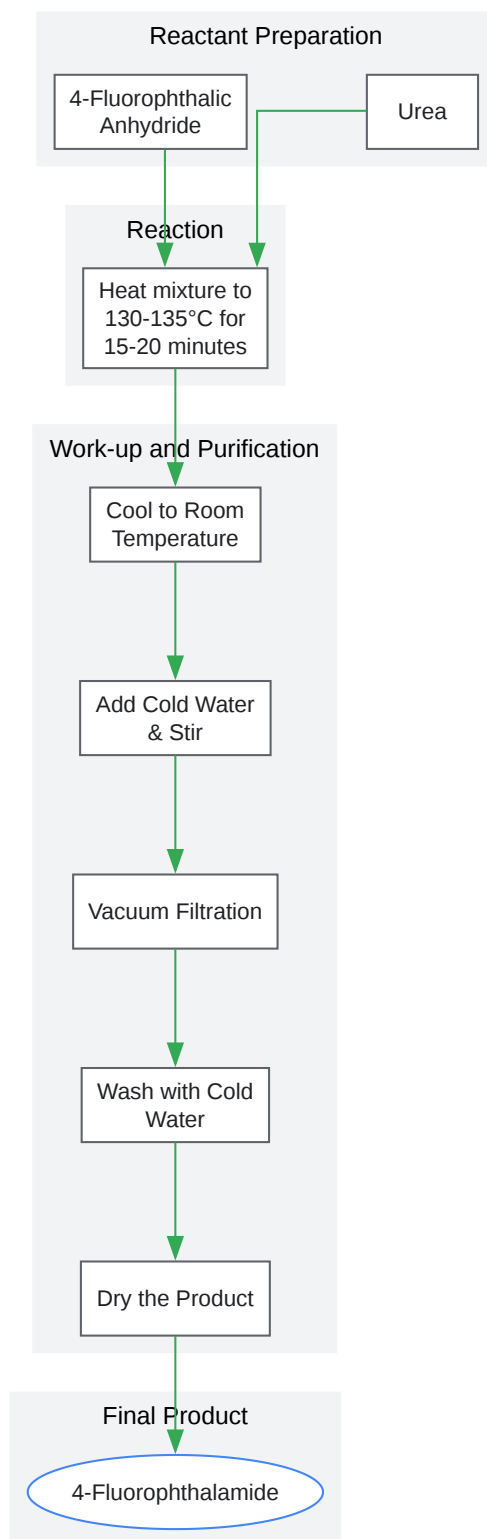 Reactant Preparation
4-Fluorophthalic
Anhydride
Urea
Reaction
Heat mixture to
130-135°C for
15-20 minutes
Work-up and Purification
Cool to Room
Temperature
Add Cold Water
& Stir
Vacuum Filtration
Wash with Cold
Water
Dry the Product
Final Product
4-Fluorophthalamide